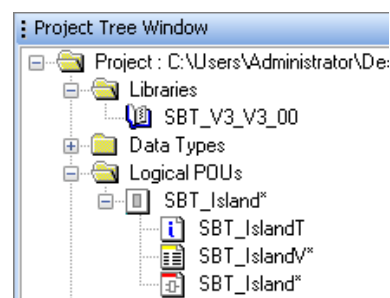 Project Tree Window
Project : C:\Users\Administrator\De
Libraries
SBT_V3_V3_00
Data Types
Logical POUs
SBT_Island*
SBT_IslandT
SBT_IslandV*
SBT_Island*